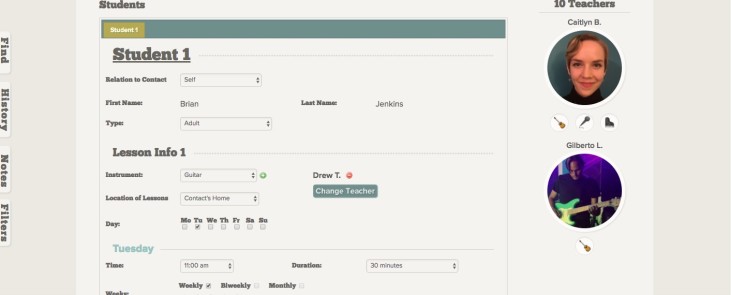 Students
10 Teachers
Student 1
Caitlyn B.
Student 1
Relation to Contact Self
First Name: Brian Last Name: Jenkins
Type: Adult
Gilberto L.
Lesson Info 1
Instrument: Guitar Drew T.
Change Teacher
Location of Lessons Contact's Home
Day: Mo Tu We Th Fr Sa Su
Tuesday
Time: 11:00 am Duration: 30 minutes
Weekly Biweekly Monthly
Weeks:
Find
History
Notes
Filters